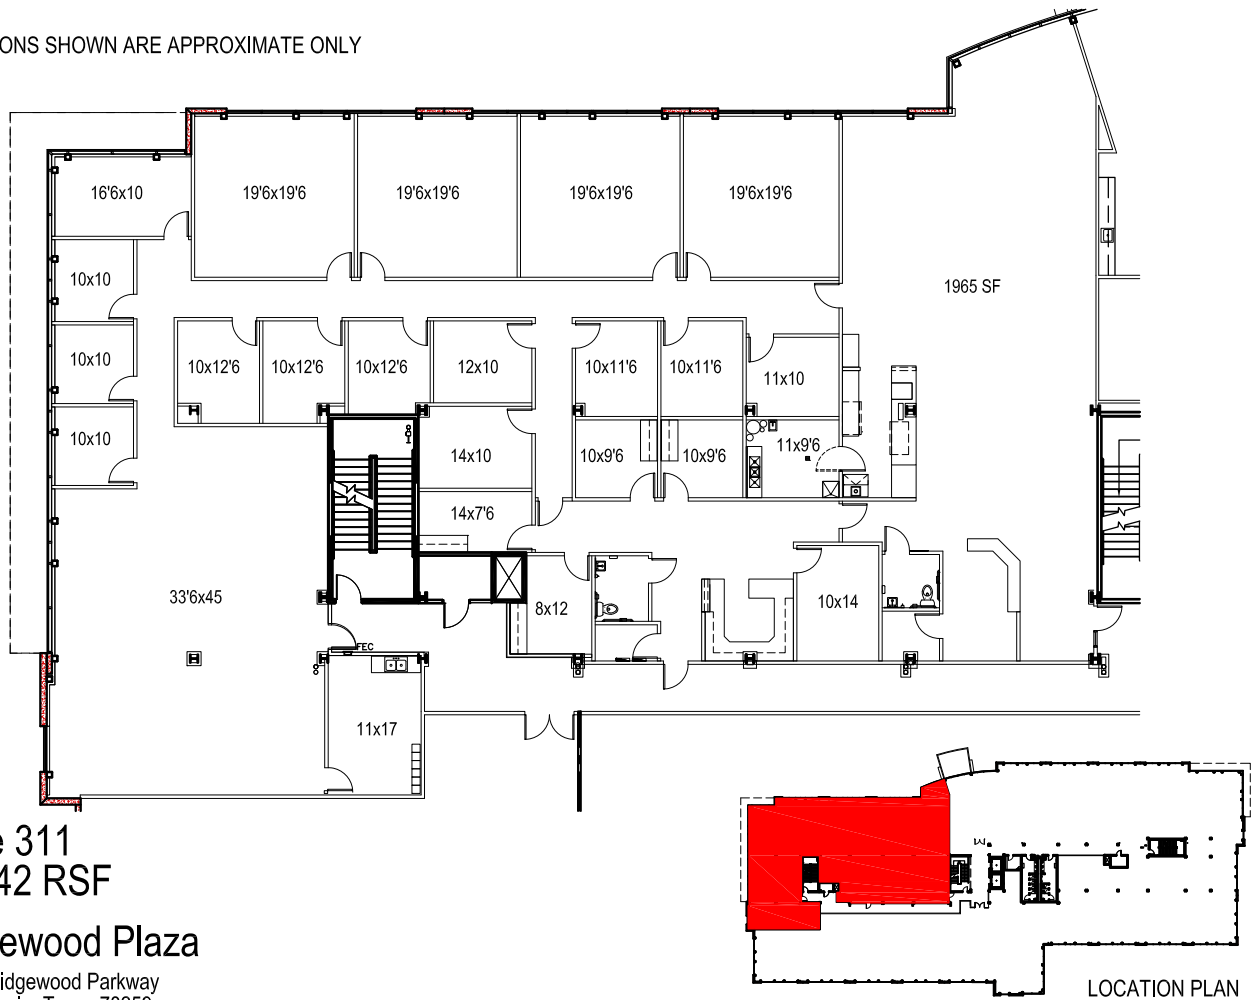 ONS SHOWN ARE APPROXIMATE ONLY
16'6x10
19'6x19'6
19'6x19'6
19'6x19'6
19'6x19'6
10x10
1965 SF
10x10
10x12'6
10x12'6
10x12'6
12x10
10x11'6
10x11'6
11x10
10x10
14x10
10x9'6
10x9'6
11x9'6
14x7'6
33'6x45
8x12
10x14
FEC
11x17
311
42 RSF
ewood Plaza
idgewood Parkway
LOCATION PLAN